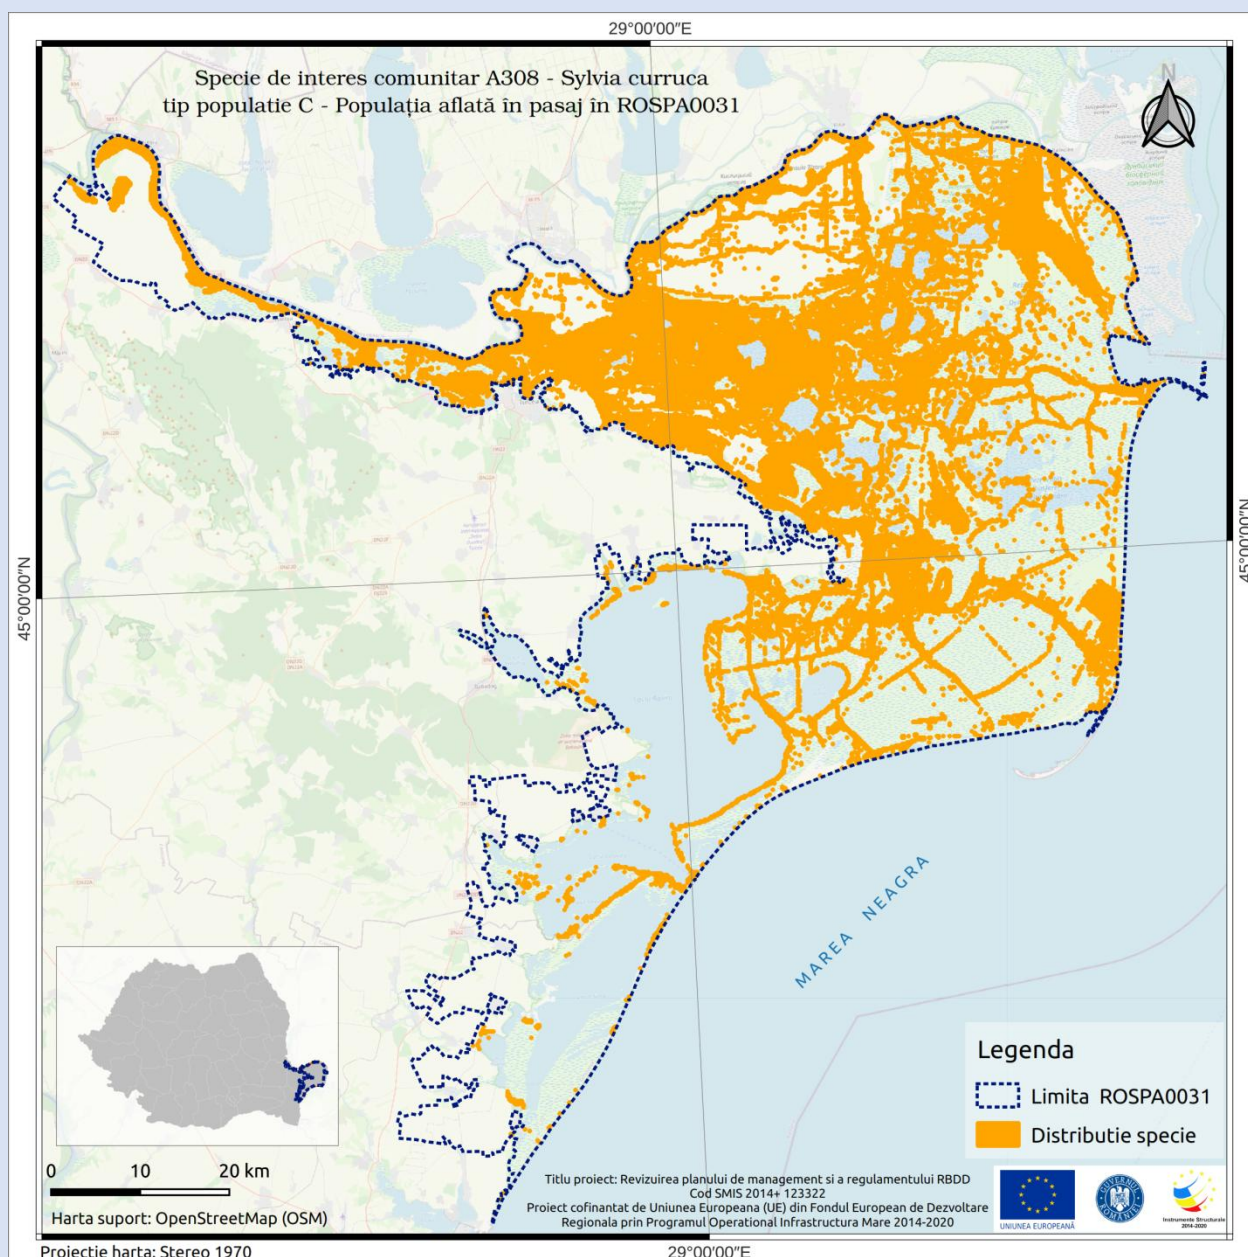 29°00′00″E
Specie de interes comunitar A308 - Sylvia curruca
tip populatie C - Populația aflată în pasaj în ROSPA0031
N
45°00′00″N
45°00′00″N
MAREA NEAGRA
Legenda
Limita ROSPA0031
Distributie specie
0 10 20 km
Harta suport: OpenStreetMap (OSM)
Titlu proiect: Revizuirea planului de management si a regulamentului RBDD
Cod SMIS 2014+ 123322
Proiect cofinantat de Uniunea Europeana (UE) din Fondul European de Dezvoltare
Regionala prin Programul Operational Infrastructura Mare 2014-2020
UNIUNEA EUROPEANĂ
GUVERNUL ROMÂNIEI
Instrumente Structurale
2014-2020
Proiectie harta: Stereo 1970
29°00′00″E